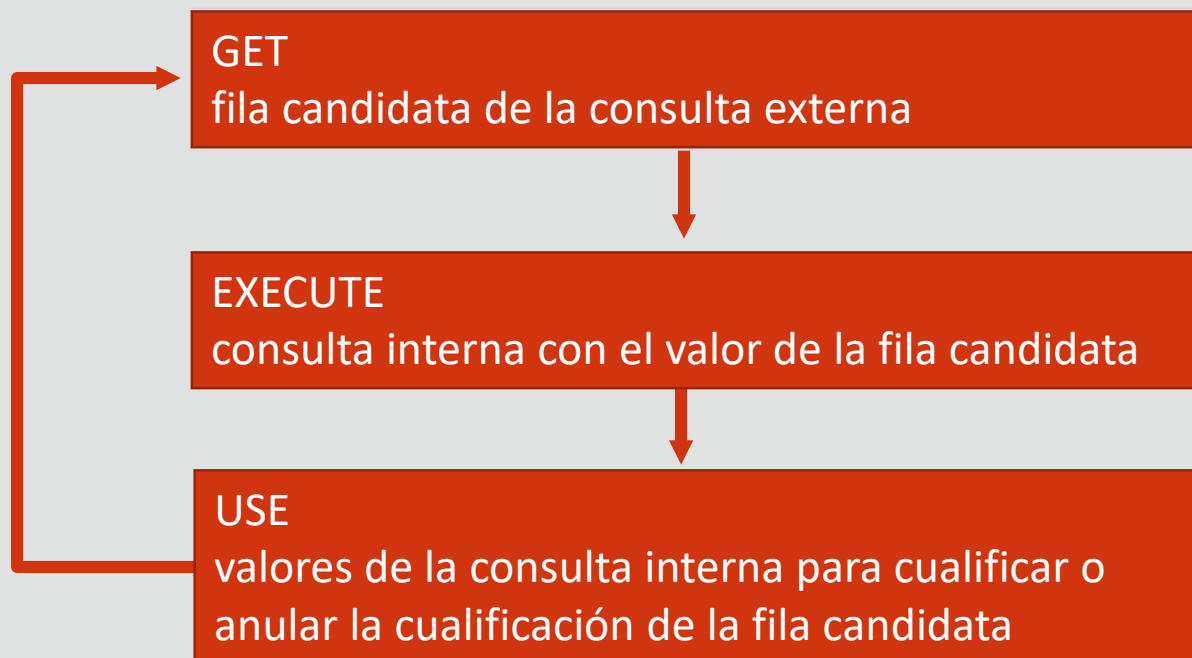 GET
fila candidata de la consulta externa
EXECUTE
consulta interna con el valor de la fila candidata
USE
valores de la consulta interna para cualificar o
anular la cualificación de la fila candidata